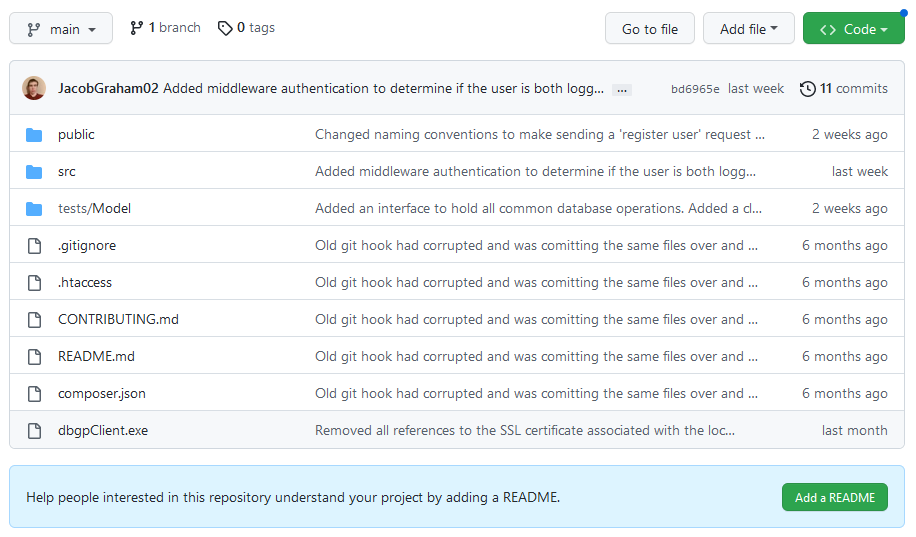 main 1 branch 0 tags Go to file Add file Code
JacobGraham02 Added middleware authentication to determine if the user is both logg... ... bd6965e last week 11 commits
public Changed naming conventions to make sending a 'register user' request ... 2 weeks ago
src Added middleware authentication to determine if the user is both logg... last week
tests/Model Added an interface to hold all common database operations. Added a cl... 2 weeks ago
.gitignore Old git hook had corrupted and was comitting the same files over and ... 6 months ago
.htaccess Old git hook had corrupted and was comitting the same files over and ... 6 months ago
CONTRIBUTING.md Old git hook had corrupted and was comitting the same files over and ... 6 months ago
README.md Old git hook had corrupted and was comitting the same files over and ... 6 months ago
composer.json Old git hook had corrupted and was comitting the same files over and ... 6 months ago
dbgpClient.exe Removed all references to the SSL certificate associated with the loc... last month
Help people interested in this repository understand your project by adding a README. Add a README